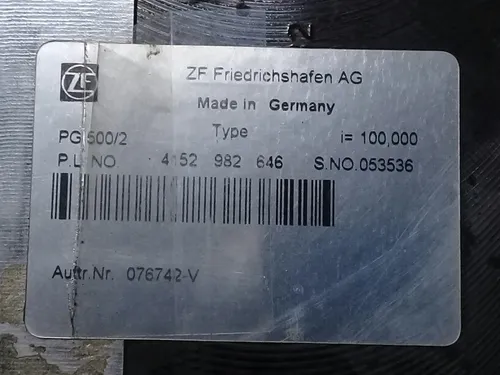 ZF
ZF Friedrichshafen AG
Made in Germany
Type
PG 500/2 i= 100,000
P.L. NO 4152 982 646 S.NO.053536
Auftr.Nr. 076742-V